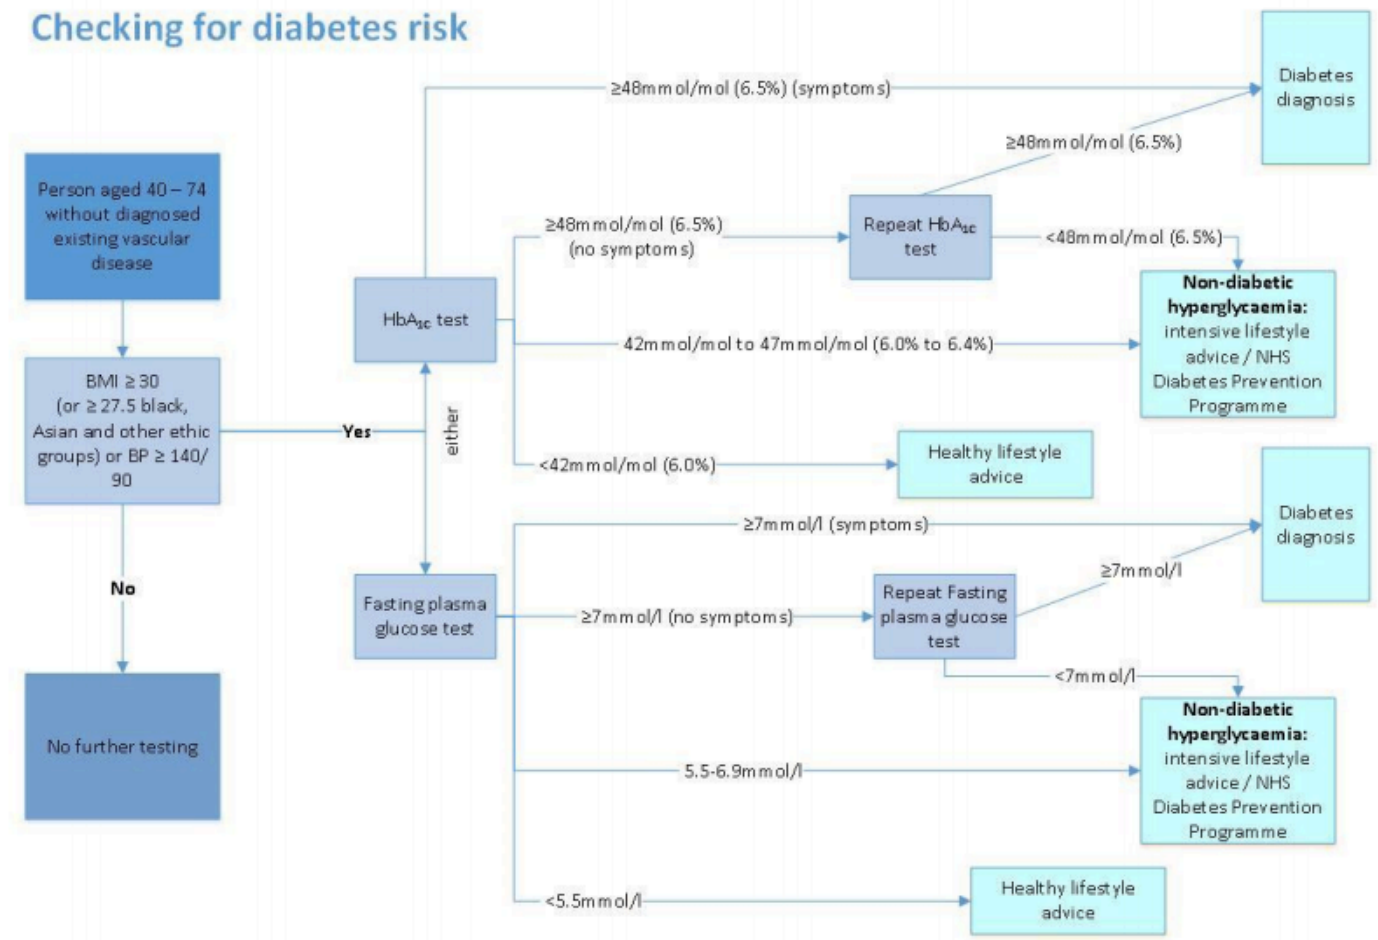 Checking for diabetes risk
Person aged 40 – 74
without diagnosed
existing vascular
disease
BMI ≥ 30
(or ≥ 27.5 black,
Asian and other ethic
groups) or BP ≥ 140/
90
Yes
No
No further testing
either
HbA1C test
≥48mmol/mol (6.5%) (symptoms)
≥48mmol/mol (6.5%)
(no symptoms)
Repeat HbA1C
test
≥48mmol/mol (6.5%)
<48mmol/mol (6.5%)
Diabetes
diagnosis
42mmol/mol to 47mmol/mol (6.0% to 6.4%)
Non-diabetic
hyperglycaemia:
intensive lifestyle
advice / NHS
Diabetes Prevention
Programme
<42mmol/mol (6.0%)
Healthy lifestyle
advice
Fasting plasma
glucose test
≥7mmol/l (symptoms)
≥7mmol/l (no symptoms)
Repeat Fasting
plasma glucose
test
≥7mmol/l
<7mmol/l
Diabetes
diagnosis
5.5-6.9mmol/l
Non-diabetic
hyperglycaemia:
intensive lifestyle
advice / NHS
Diabetes Prevention
Programme
<5.5mmol/l
Healthy lifestyle
advice